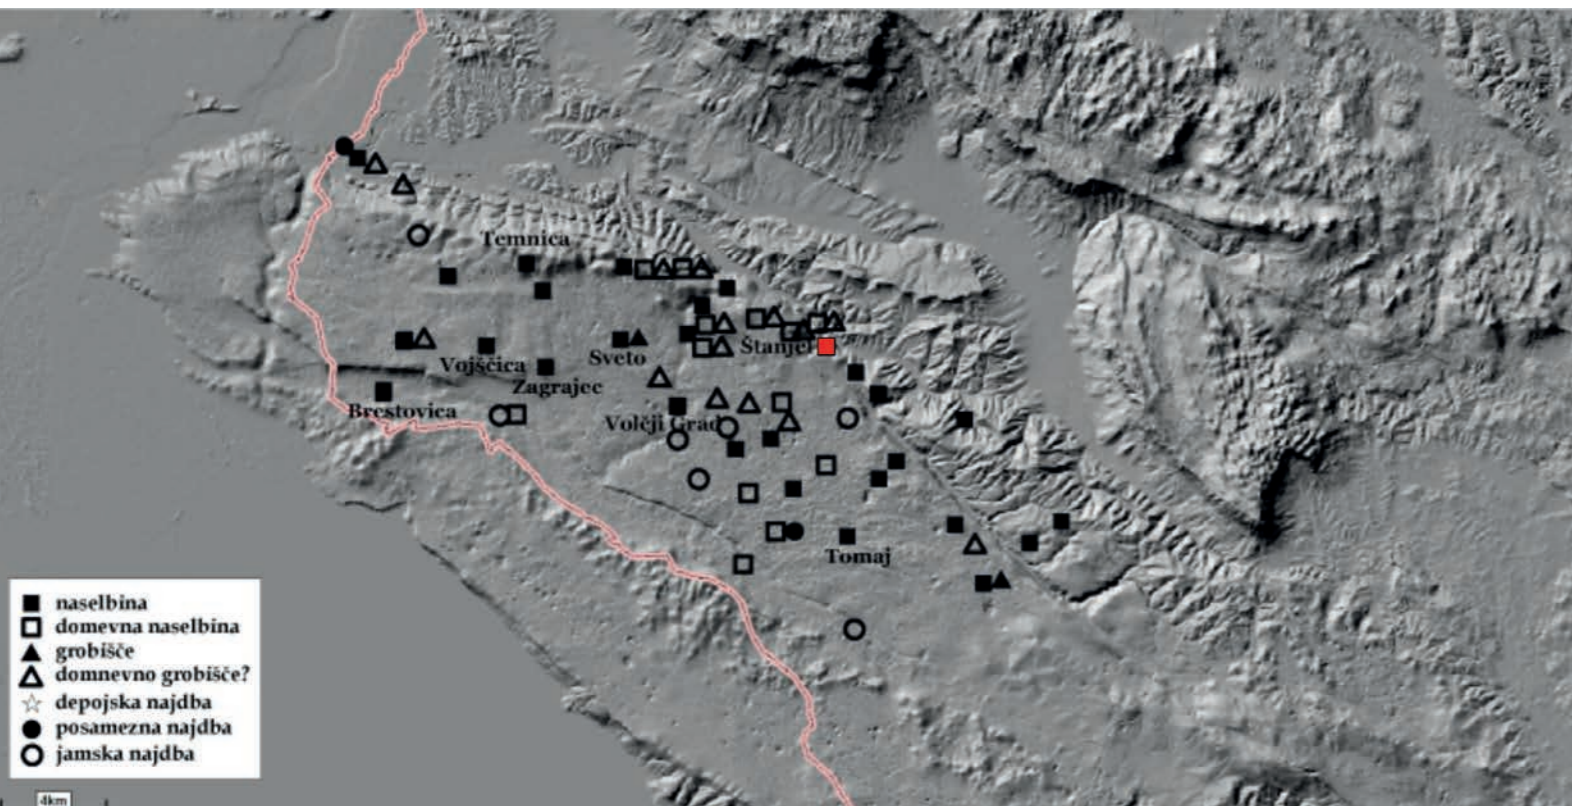 Temnica
Štanjel
Sveto
Vojščica
Zagrajec
Brestovica
Volčji Grad
Tomaj
naselbina
domevna naselbina
grobišče
domnevno grobišče?
depojska najdba
posamezna najdba
jamska najdba
4km